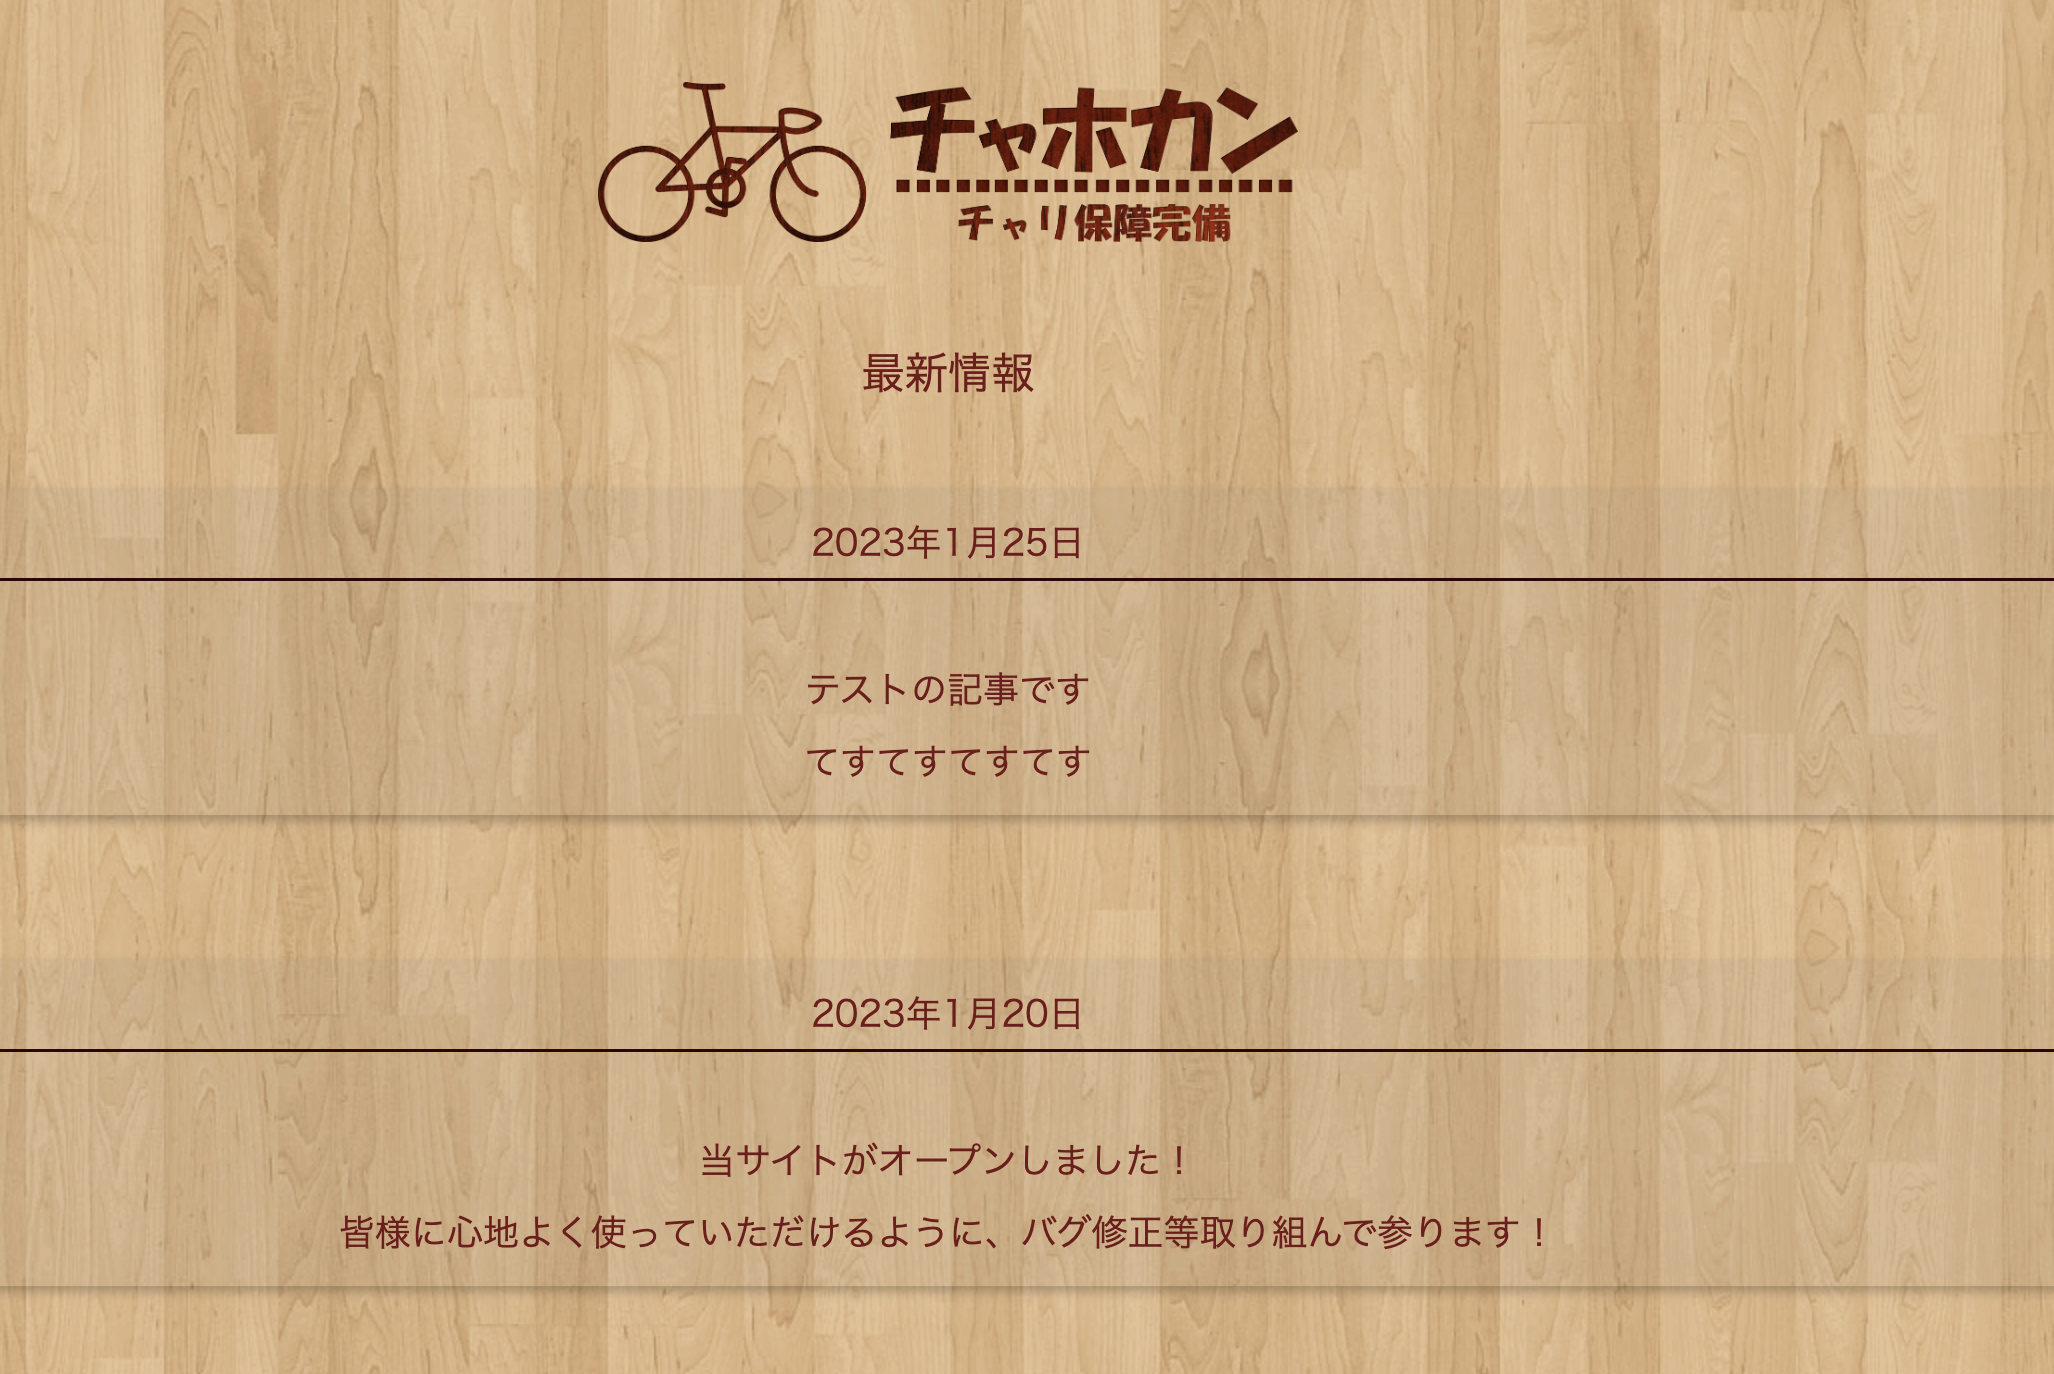 チャホカン
チャリ保障完備
最新情報
2023年1月25日
テストの記事です
てすてすてすてす
2023年1月20日
当サイトがオープンしました！
皆様に心地よく使っていただけるように、バグ修正等取り組んで参ります！